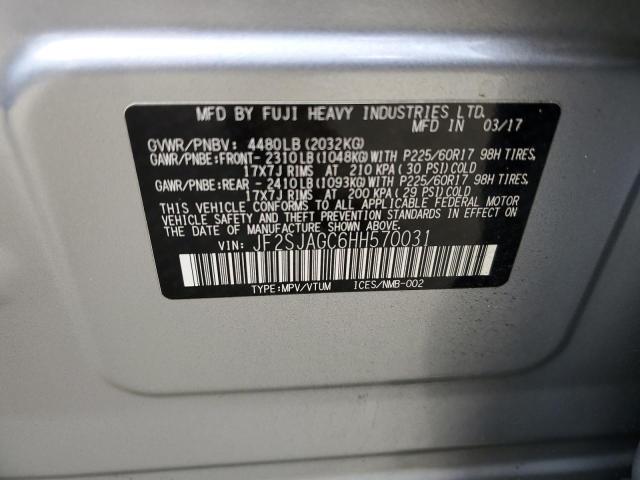 MFD BY FUJI HEAVY INDUSTRIES LTD.
MFD IN 03/17
GVWR/PNBV: 4480LB(2032KG)
GAWR/PNBE:FRONT- 2310LB(1048KG)WITH P225/60R17 98H TIRES,
17X7J RIMS AT 210 KPA (30 PSI)COLD
GAWR/PNBE:REAR - 2410LB(1093KG)WITH P225/60R17 98H TIRES,
17X7J RIMS AT 200 KPA (29 PSI)COLD
THIS VEHICLE CONFORMS TO ALL APPLICABLE FEDERAL MOTOR
VEHICLE SAFETY AND THEFT PREVENTION STANDARDS IN EFFECT ON
THE DATE OF MANUFACTURE SHOWN ABOVE.
VIN: JF2SJAGC6HH570031
TYPE:MPV/VTUM ICES/NMB-002